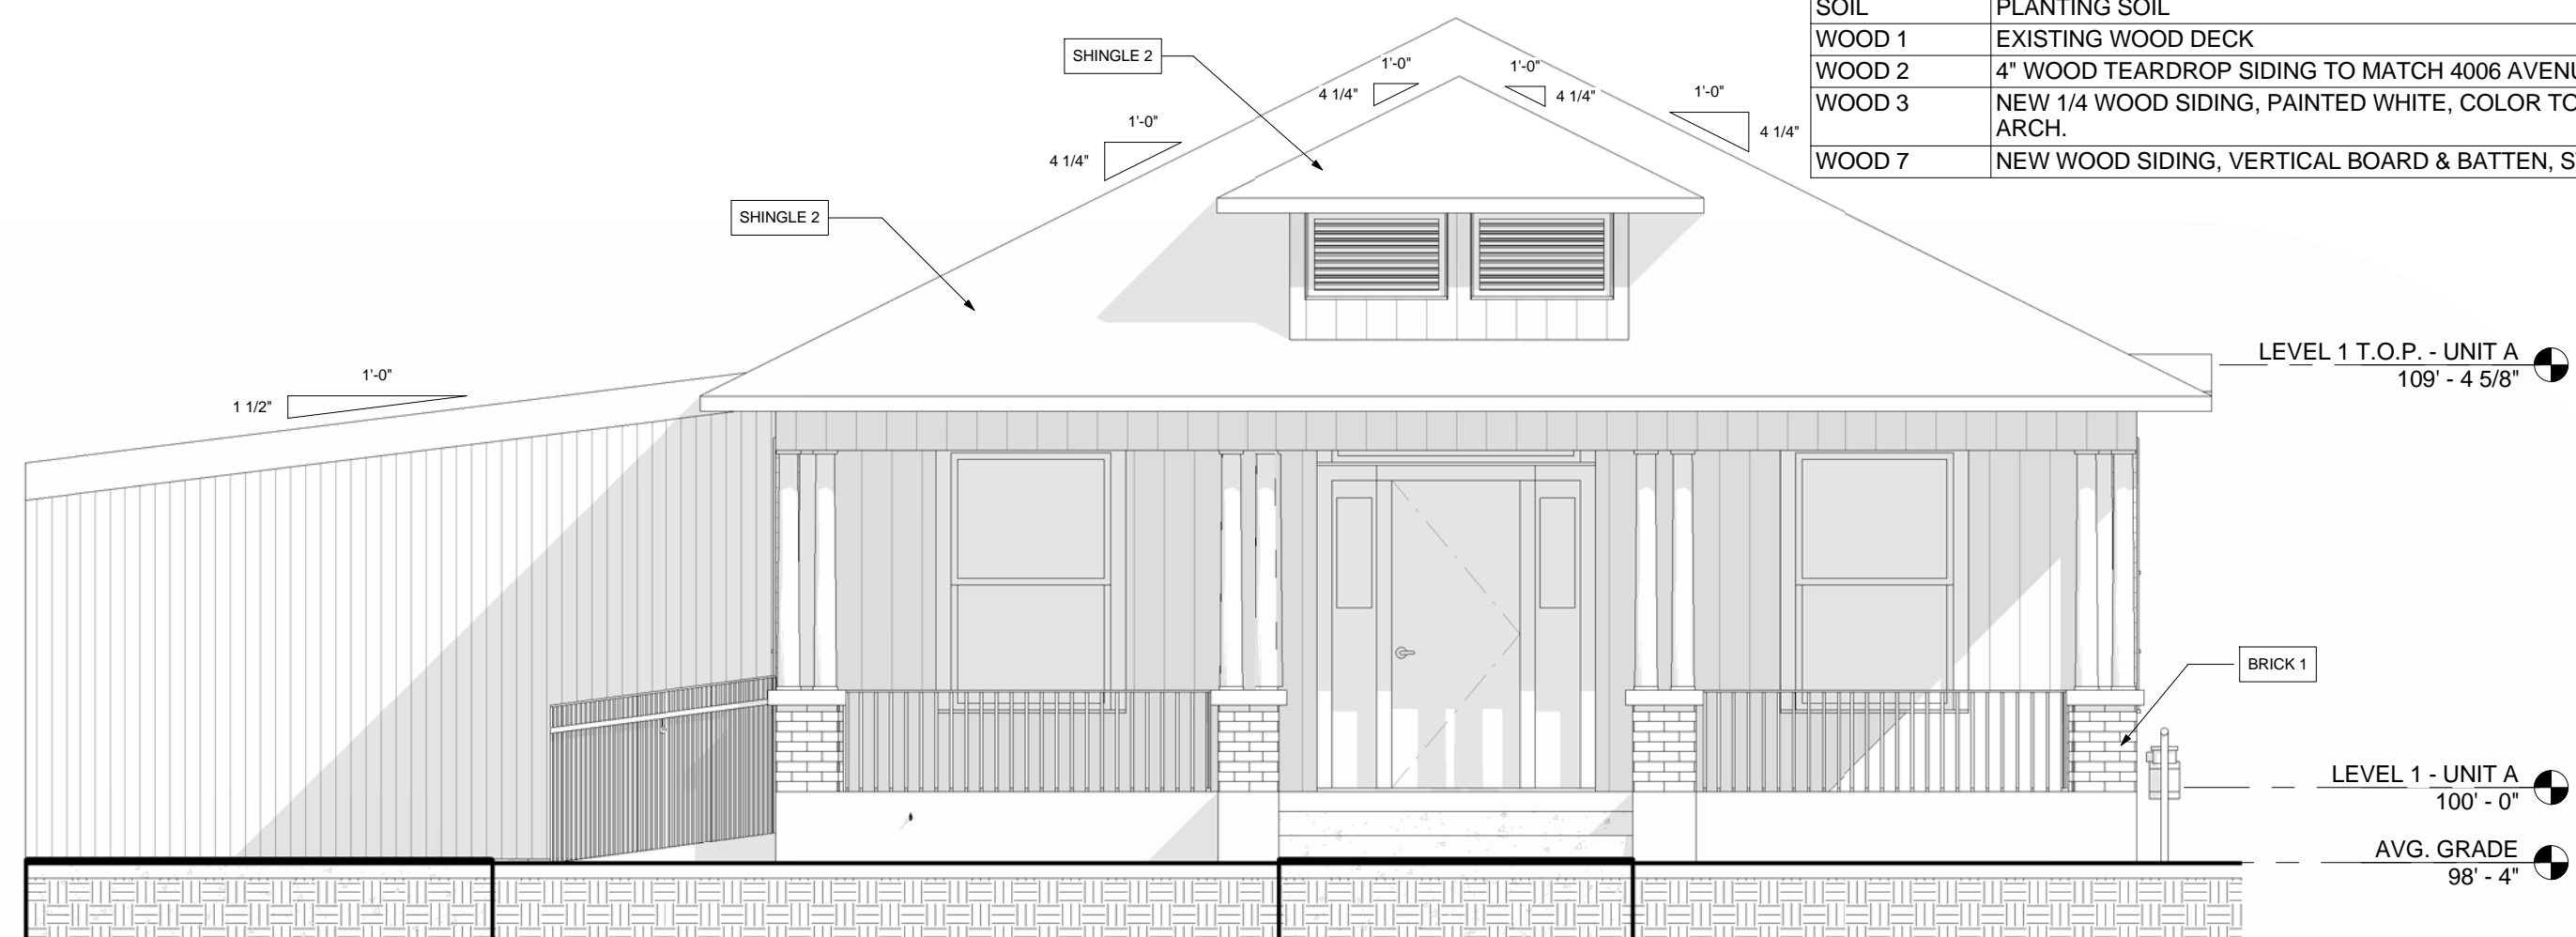 SOIL PLANTING SOIL
WOOD 1 EXISTING WOOD DECK
WOOD 2 4" WOOD TEARDROP SIDING TO MATCH 4006
WOOD 3 NEW 1/4 WOOD SIDING, PAINTED WHITE, COLOR TO
ARCH.
WOOD 7 NEW WOOD SIDING, VERTICAL BOARD & BATTEN,
SHINGLE 2
1'-0"
4 1/4"
1'-0"
4 1/4"
1'-0"
4 1/4"
1'-0"
4 1/4"
SHINGLE 2
1'-0"
1 1/2"
LEVEL 1 T.O.P. - UNIT A
109' - 4 5/8"
BRICK 1
LEVEL 1 - UNIT A
100' - 0"
AVG. GRADE
98' - 4"